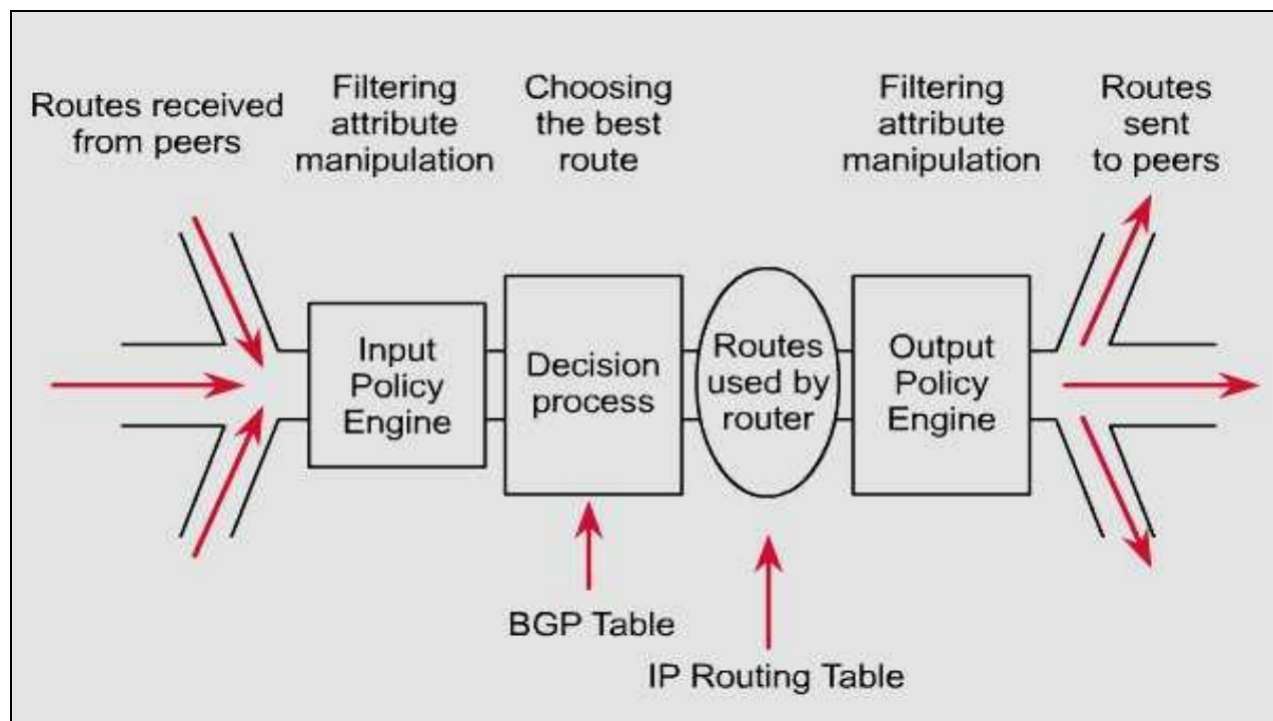 Routes received
from peers
Filtering
attribute
manipulation
Choosing
the best
route
Filtering
attribute
manipulation
Routes
sent
to peers
Input
Policy
Engine
Decision
process
Routes
used by
router
Output
Policy
Engine
BGP Table
IP Routing Table